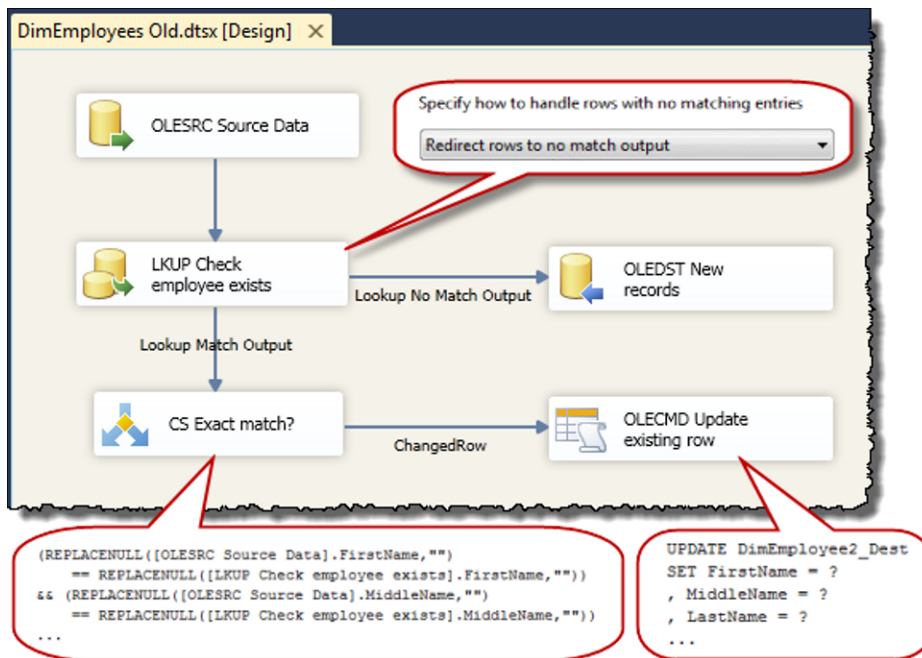 DimEmployees Old.dtsx [Design]
Specify how to handle rows with no matching entries
Redirect rows to no match output
OLESRC Source Data
LKUP Check
employee exists
Lookup No Match Output
OLEDST New
records
Lookup Match Output
CS Exact match?
ChangedRow
OLECMD Update
existing row
(REPLACENULL([OLESRC Source Data].FirstName,"")
== REPLACENULL([LKUP Check employee exists].FirstName,""))
&& (REPLACENULL([OLESRC Source Data].MiddleName,"")
== REPLACENULL([LKUP Check employee exists].MiddleName,""))
...
UPDATE DimEmployee2_Dest
SET FirstName = ?
, MiddleName = ?
, LastName = ?
...